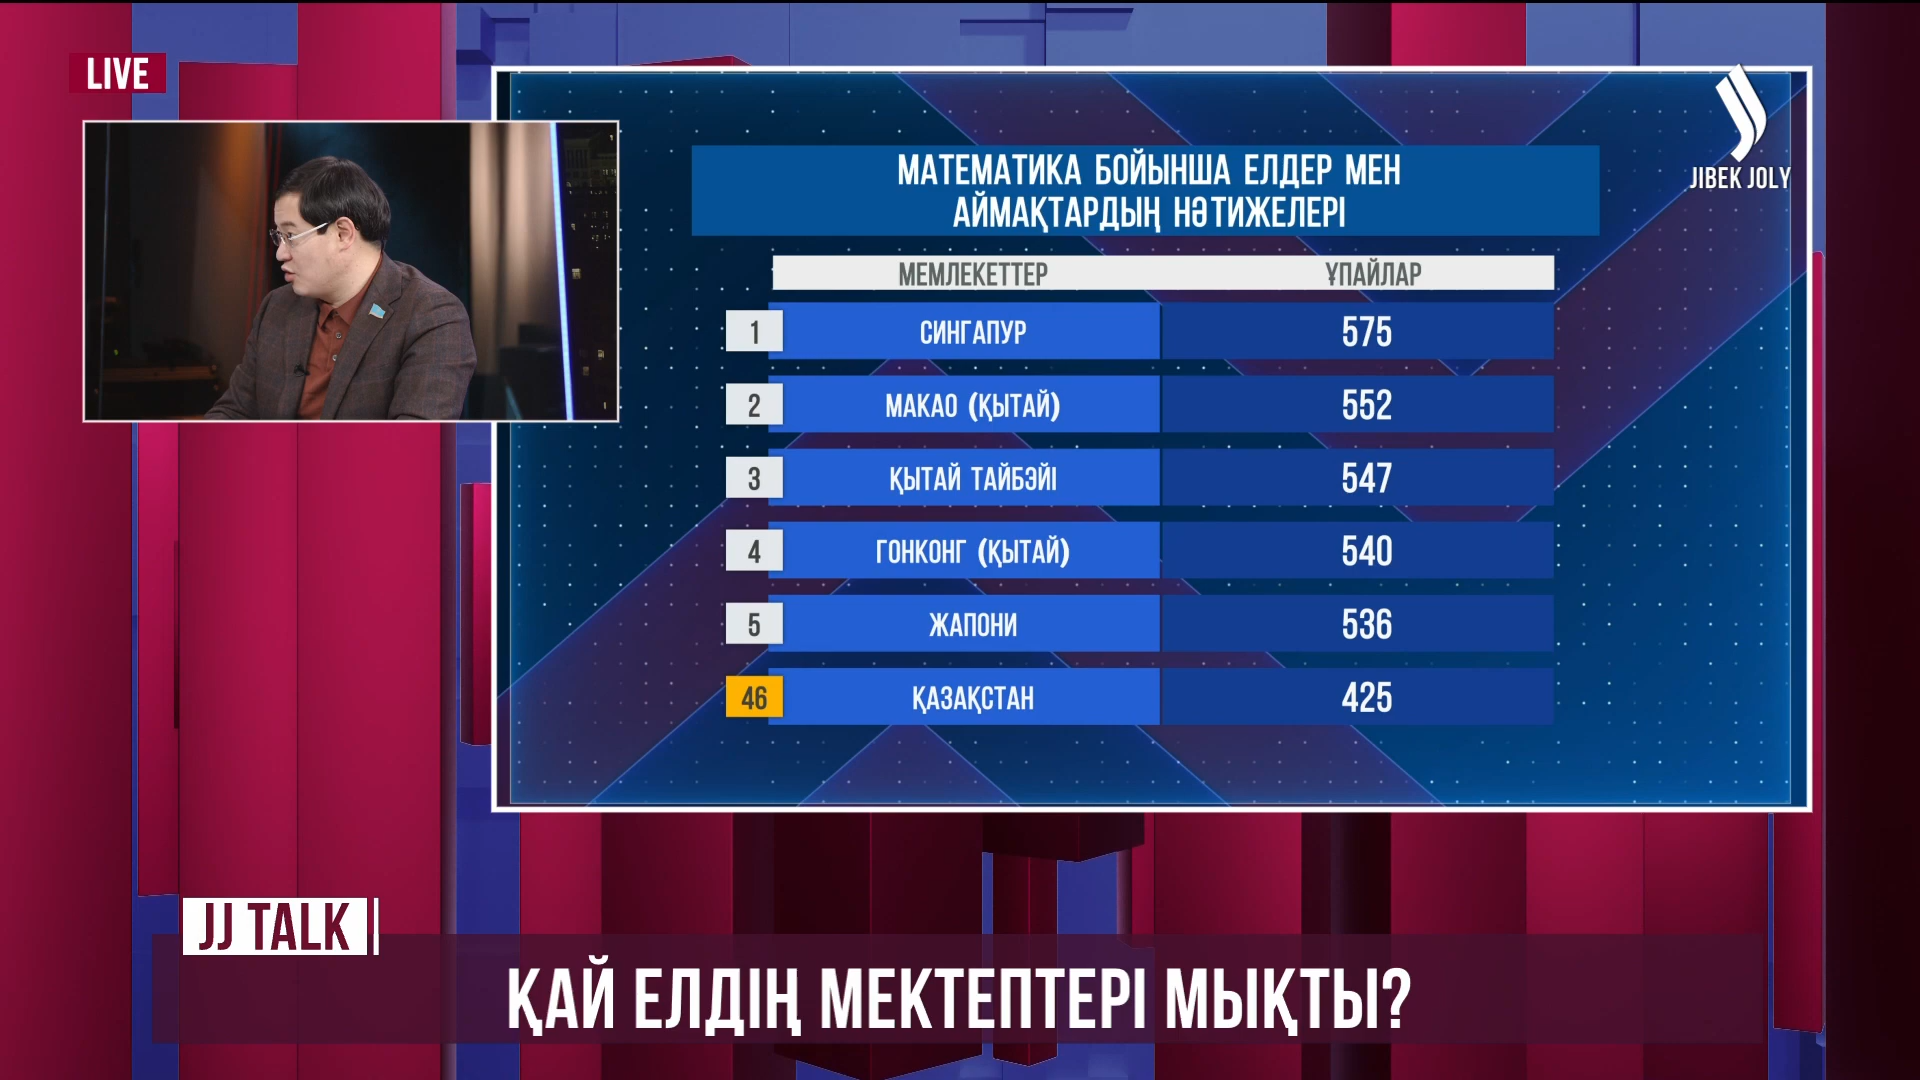 LIVE
JIBEK JOLY
МАТЕМАТИКА БОЙЫНША ЕЛДЕР МЕН
АЙМАҚТАРДЫҢ НӘТИЖЕЛЕРІ
МЕМЛЕКЕТТЕР ҰПАЙЛАР
1 СИНГАПУР 575
2 МАКАО (ҚЫТАЙ) 552
3 ҚЫТАЙ ТАЙБЭЙІ 547
4 ГОНКОНГ (ҚЫТАЙ) 540
5 ЖАПОНИ 536
46 ҚАЗАҚСТАН 425
JJ TALK
ҚАЙ ЕЛДІҢ МЕКТЕПТЕРІ МЫҚТЫ?